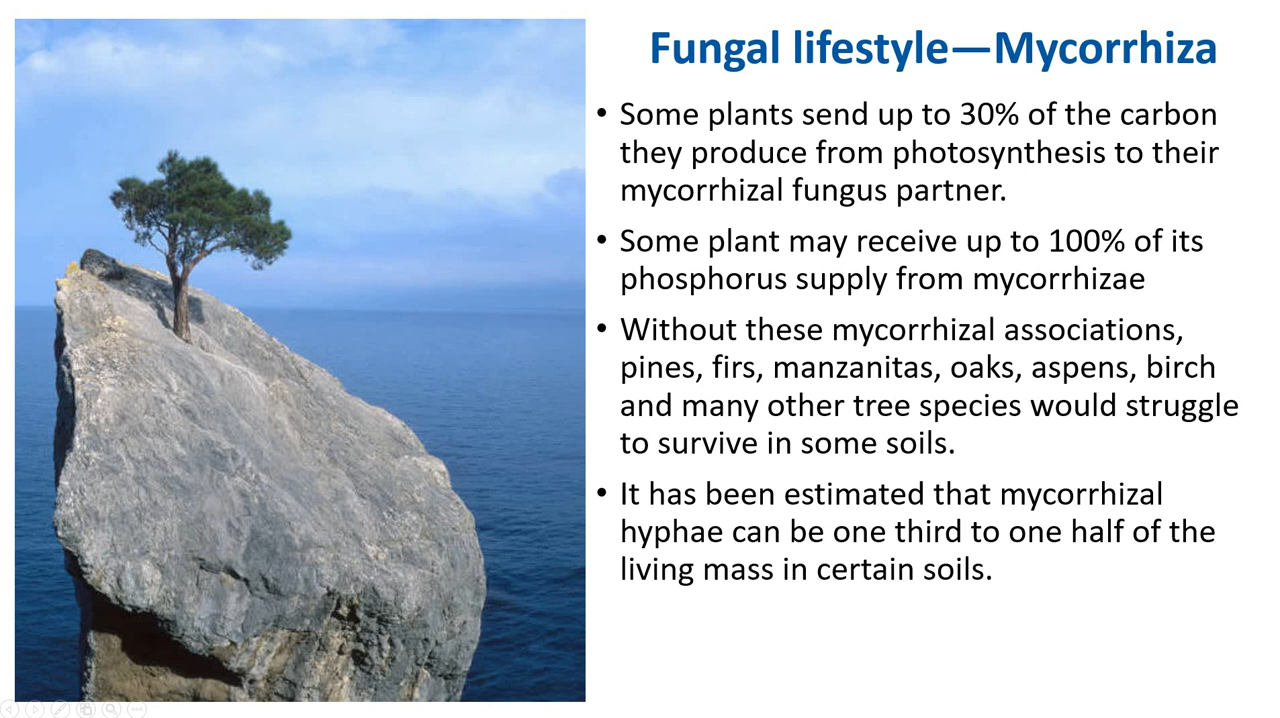 Fungal lifestyle—Mycorrhiza
• Some plants send up to 30% of the carbon
they produce from photosynthesis to their
mycorrhizal fungus partner.
• Some plant may receive up to 100% of its
phosphorus supply from mycorrhizae
• Without these mycorrhizal associations,
pines, firs, manzanitas, oaks, aspens, birch
and many other tree species would struggle
to survive in some soils.
• It has been estimated that mycorrhizal
hyphae can be one third to one half of the
living mass in certain soils.